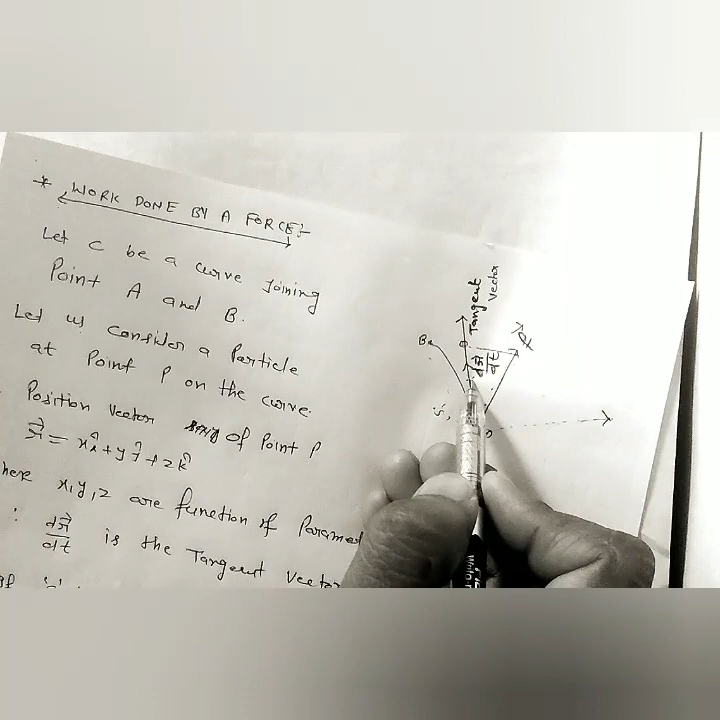 * WORK DONE BY A FORCE:-
Let C be a curve Joining
Point A and B.
Let us Consider a Particle
at Point P on the curve.
Position Vector of Point P
r⃗ = xî + yĵ + zk̂
here x,y,z are function of Paramet
: dr⃗/dt is the Tangent Vector
of 'c'
Tangent Vector
B
dr⃗/dt